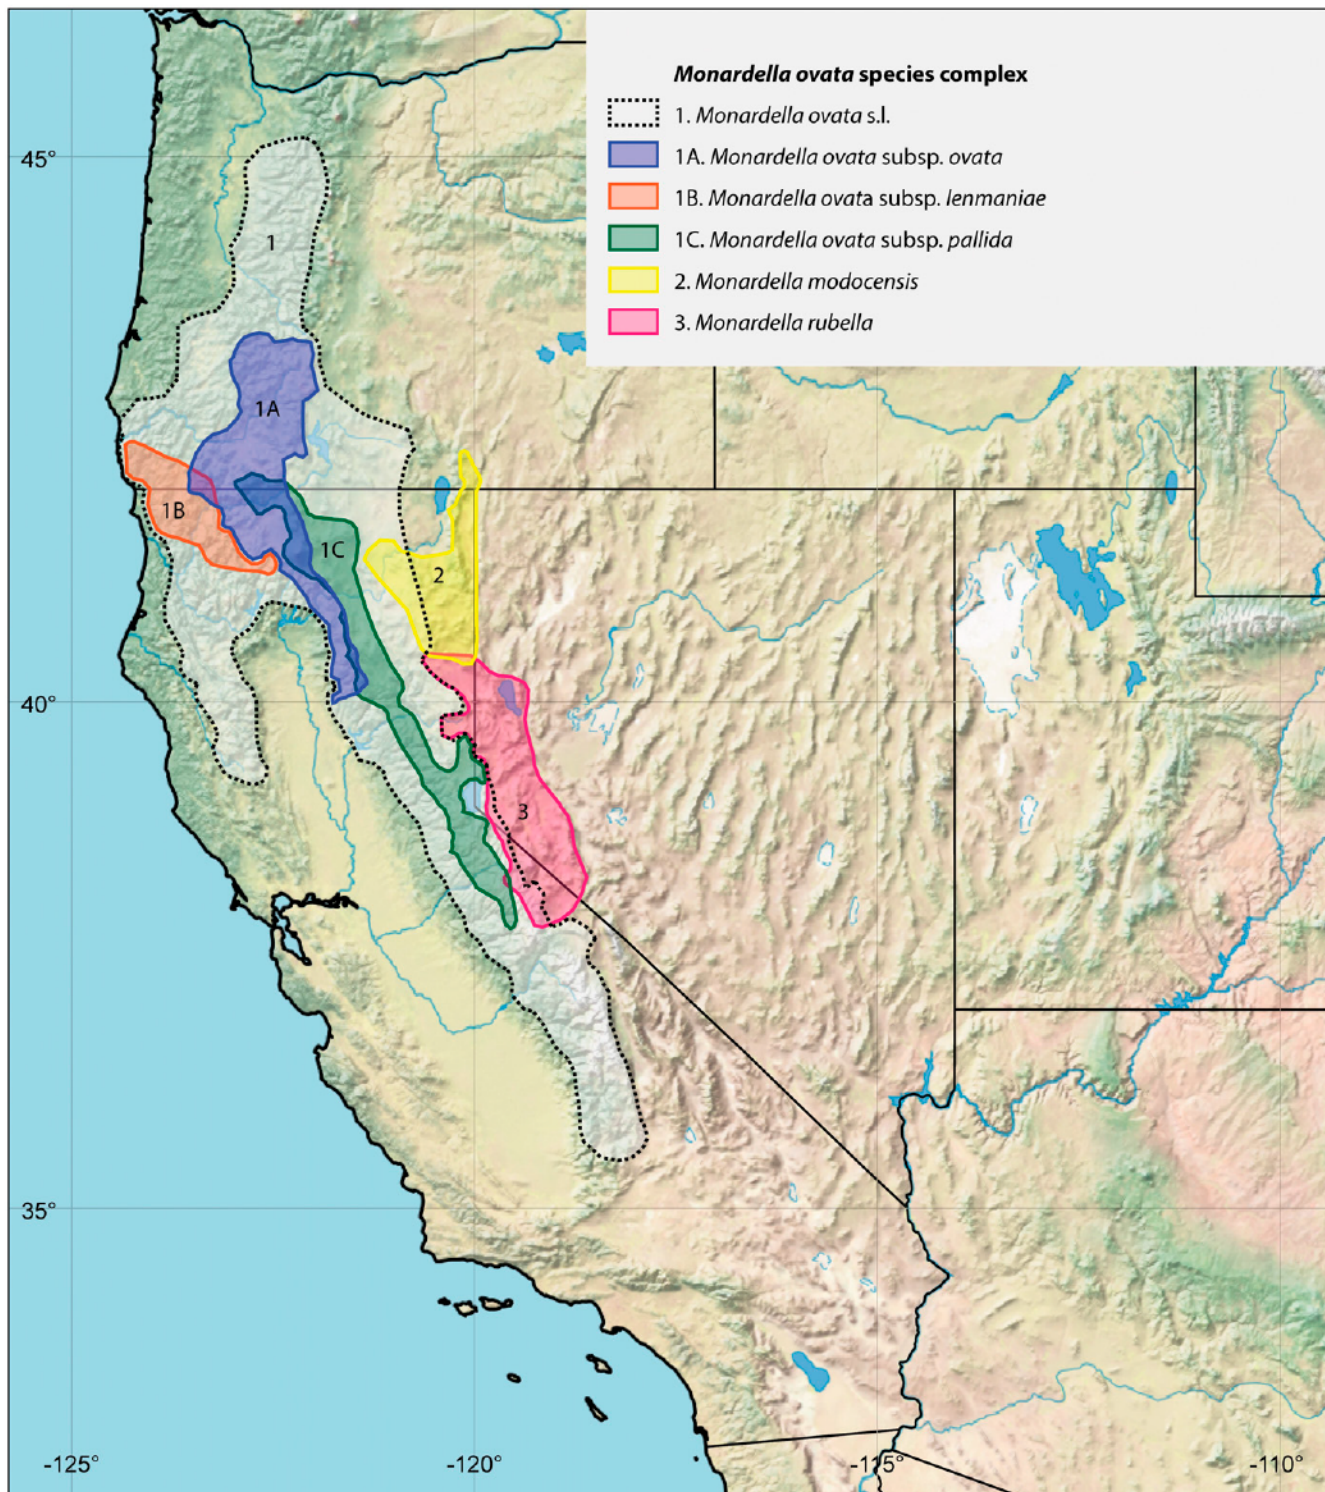 Monardella ovata species complex
1. Monardella ovata s.l.
1A. Monardella ovata subsp. ovata
1B. Monardella ovata subsp. lenmaniae
1C. Monardella ovata subsp. pallida
2. Monardella modocensis
3. Monardella rubella
45°
1
1A
1B
1C
2
40°
3
35°
-125°
-120°
-115°
-110°